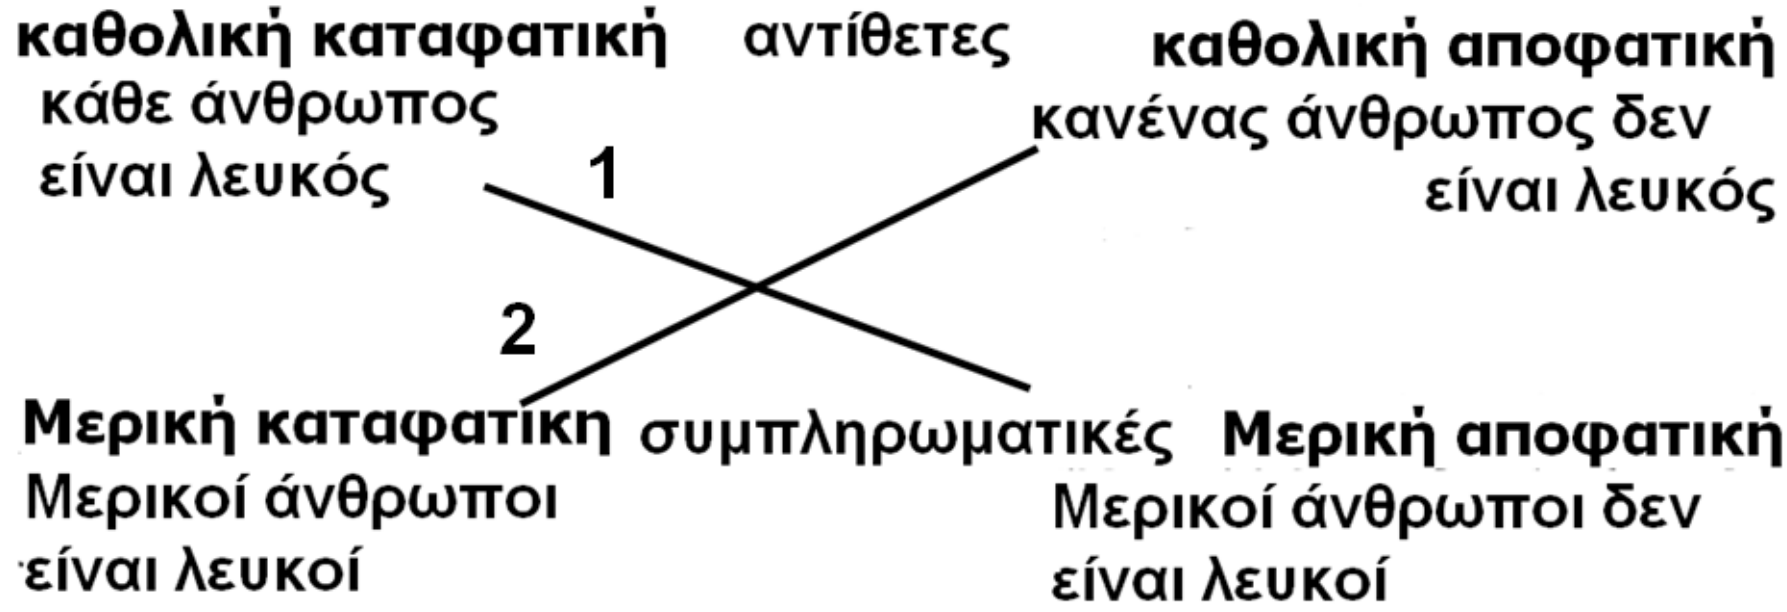 καθολική καταφατική αντίθετες καθολική αποφατική
κάθε άνθρωπος
είναι λευκός
κανένας άνθρωπος δεν
είναι λευκός
1
2
Μερική καταφατίκη συμπληρωματικές Μερική αποφατική
Μερικοί άνθρωποι
είναι λευκοί
Μερικοί άνθρωποι δεν
είναι λευκοί